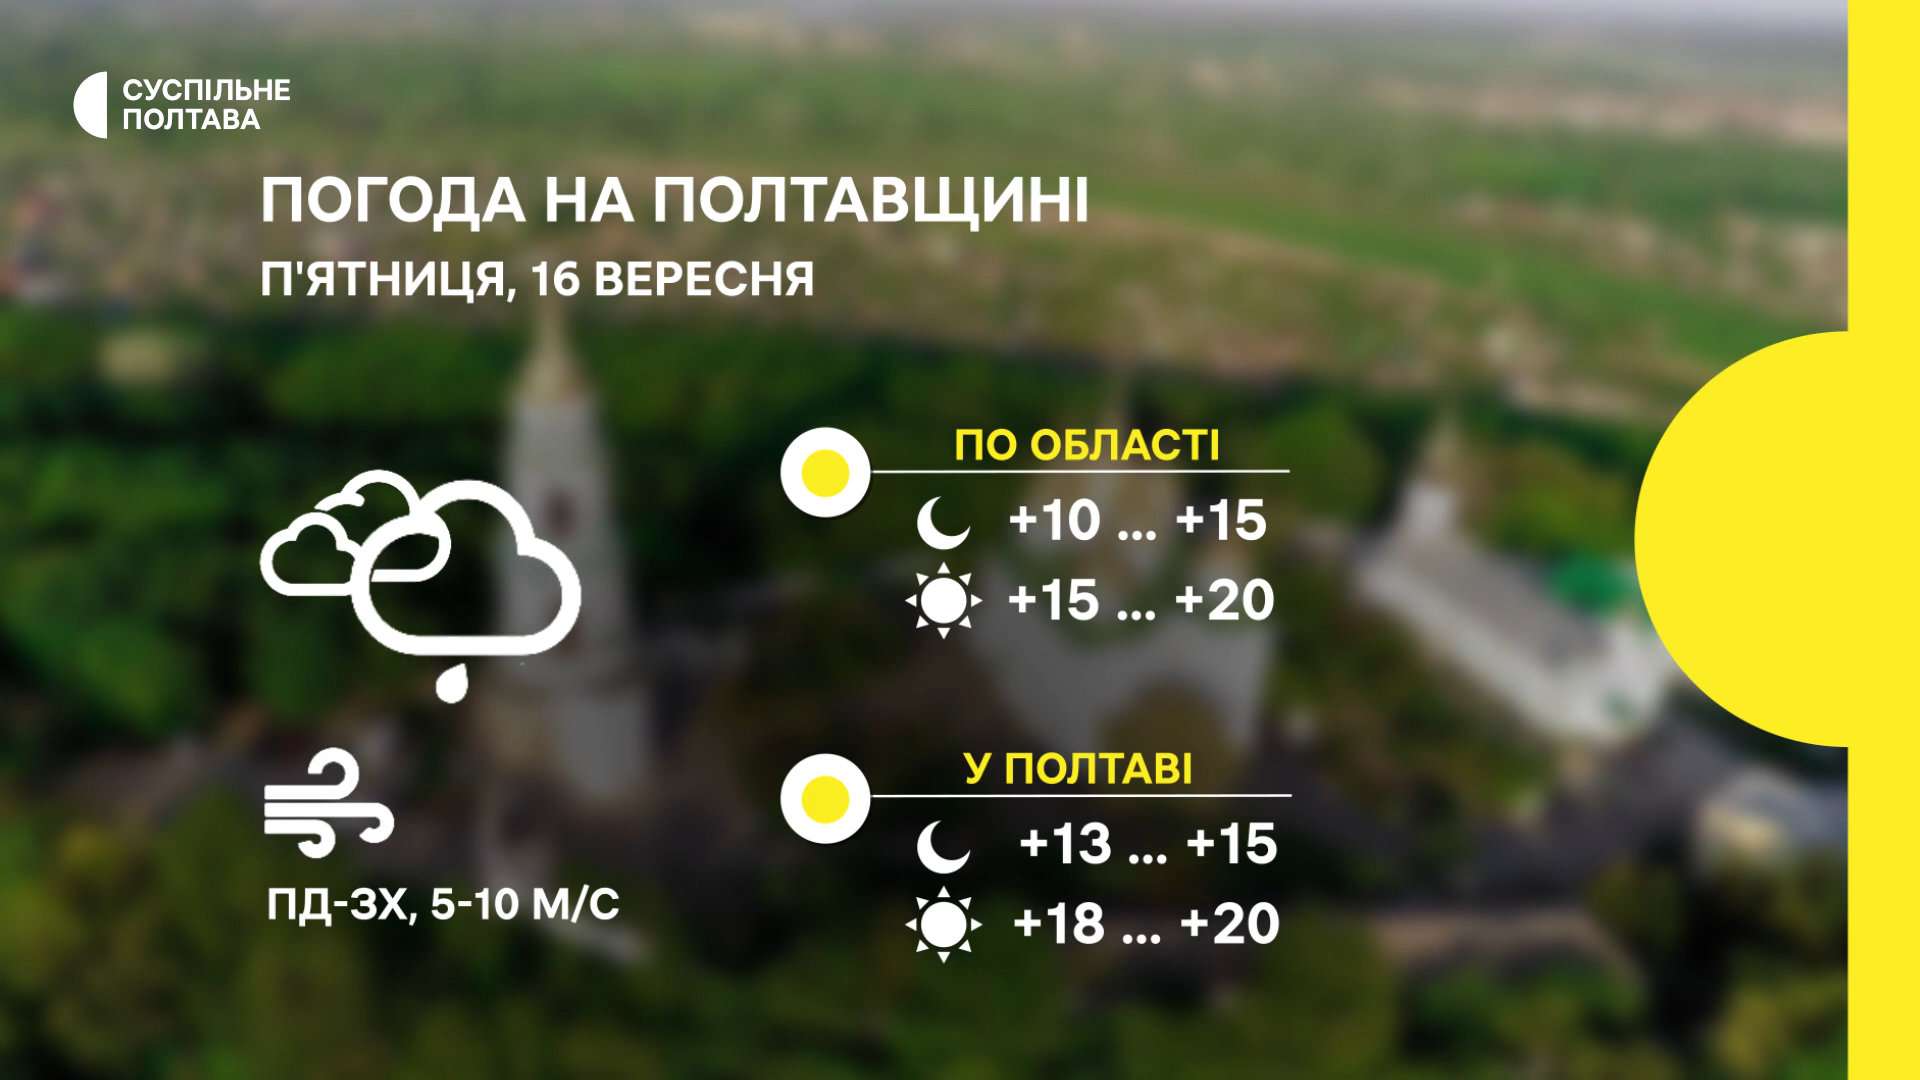 СУСПІЛЬНЕ
ПОЛТАВА
ПОГОДА НА ПОЛТАВЩИНІ
П'ЯТНИЦЯ, 16 ВЕРЕСНЯ
ПО ОБЛАСТІ
+10 ... +15
+15 ... +20
У ПОЛТАВІ
+13 ... +15
+18 ... +20
ПД-ЗХ, 5-10 М/С